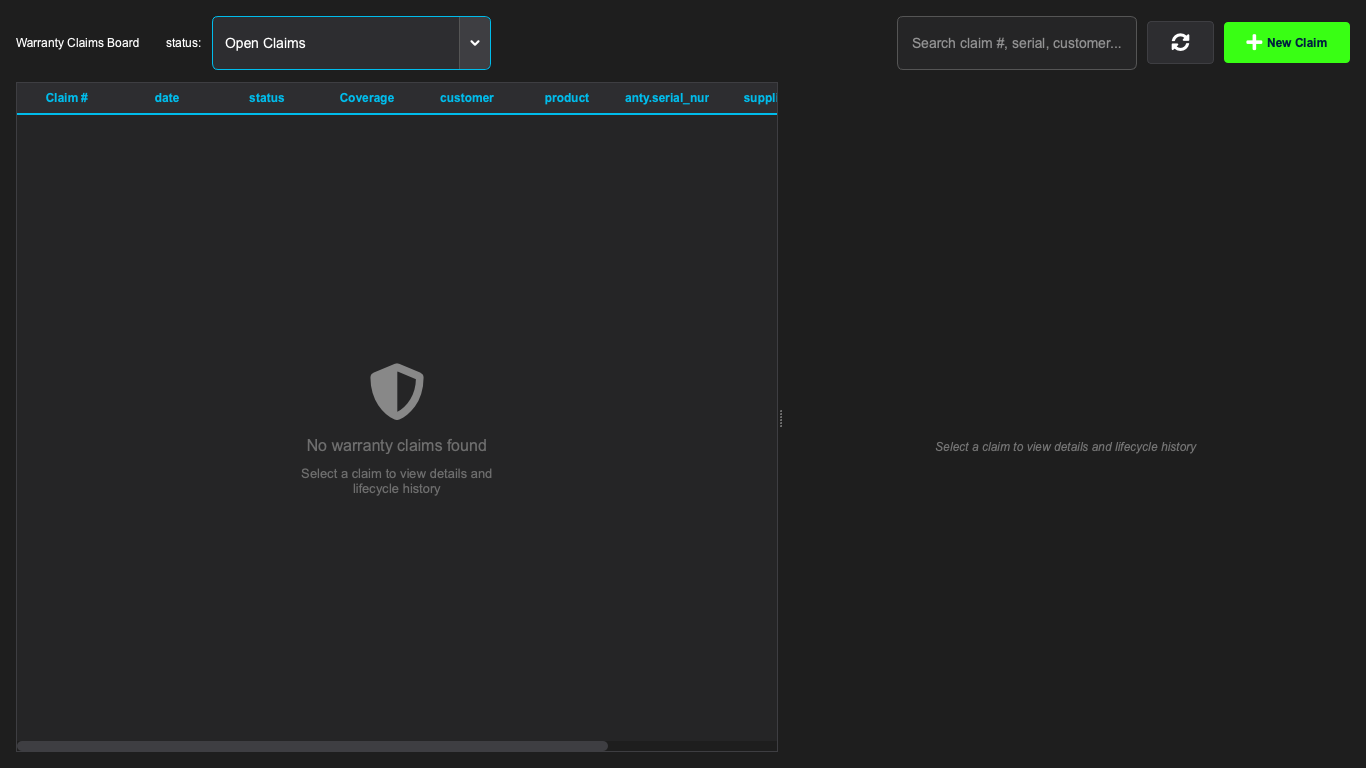 Warranty Claims Board
status:
Open Claims
Search claim #, serial, customer...
New Claim
Claim # date status Coverage customer product anty.serial_nur suppli
No warranty claims found
Select a claim to view details and
lifecycle history
Select a claim to view details and lifecycle history